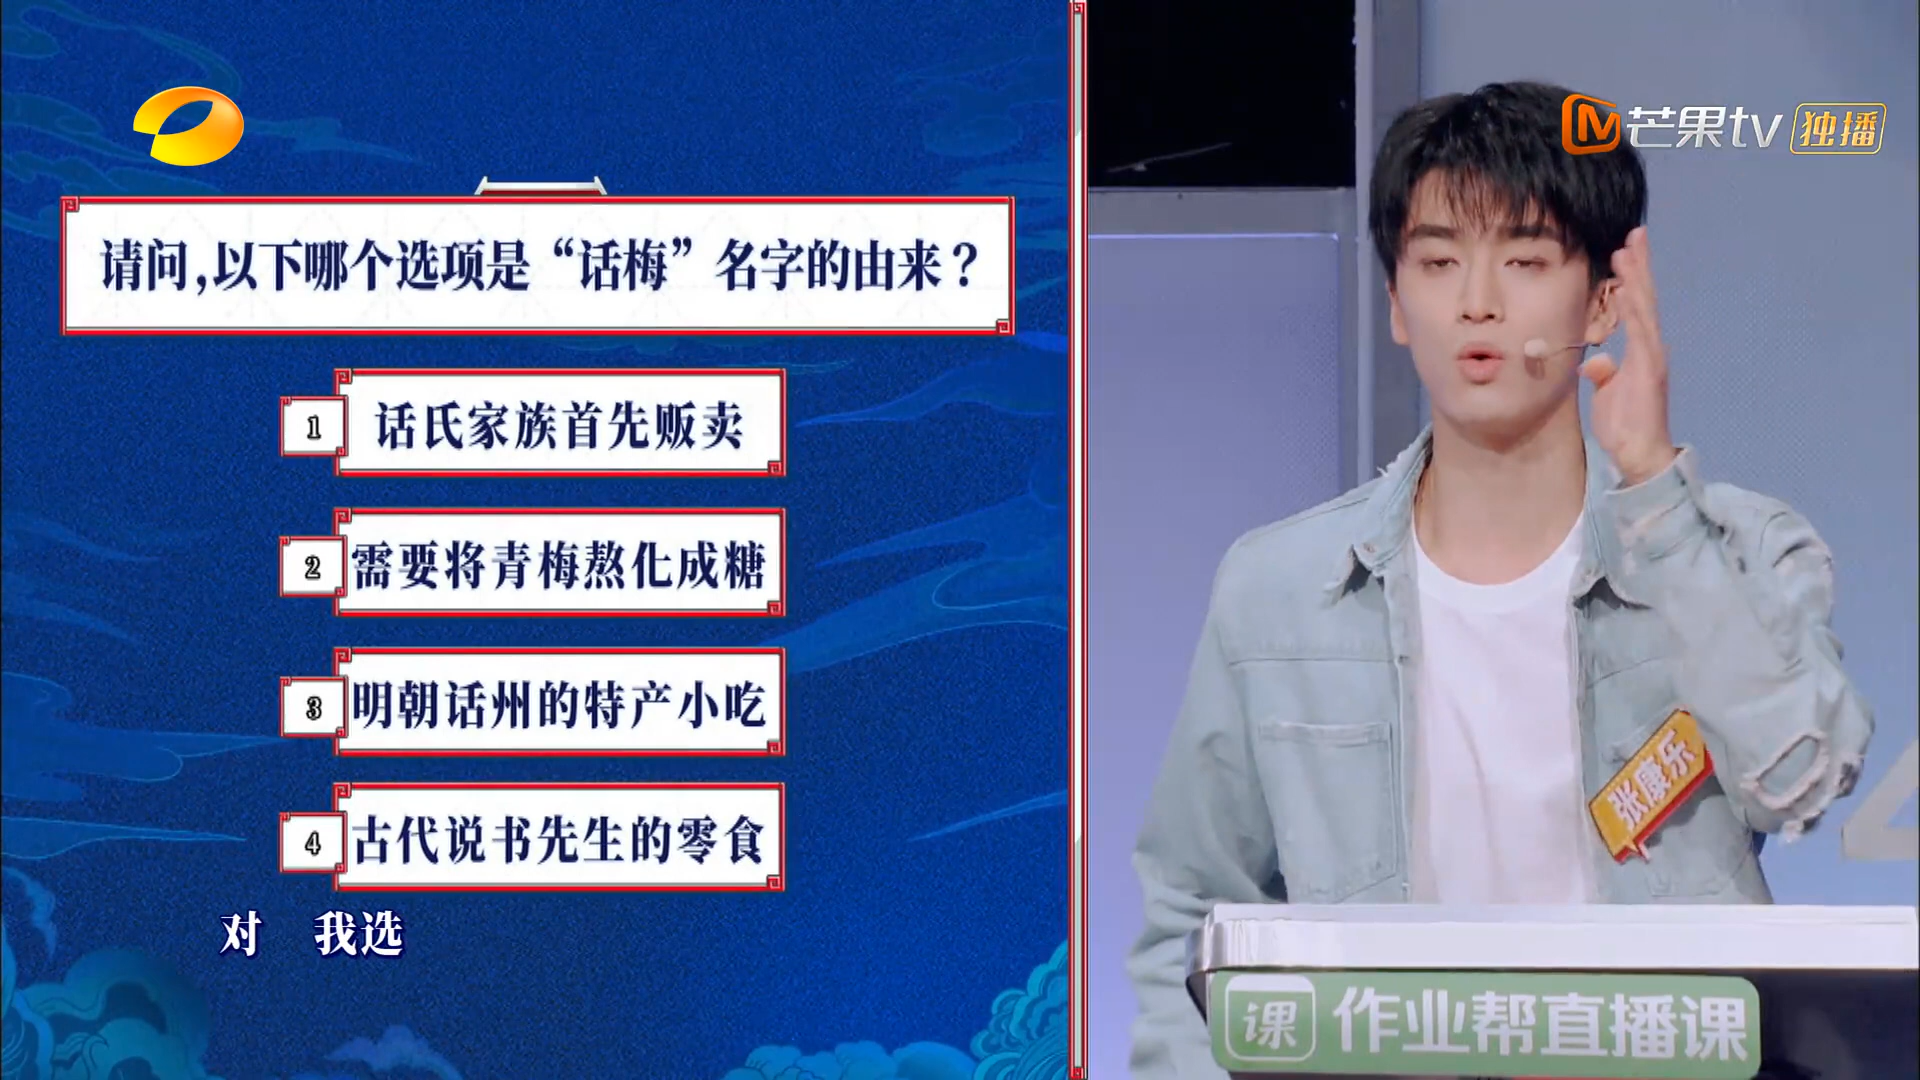 芒果tv 独播
请问,以下哪个选项是“话梅”名字的由来？
1 话氏家族首先贩卖
2 需要将青梅熬化成糖
3 明朝话州的特产小吃
4 古代说书先生的零食
对 我选
张康乐
课 作业帮直播课